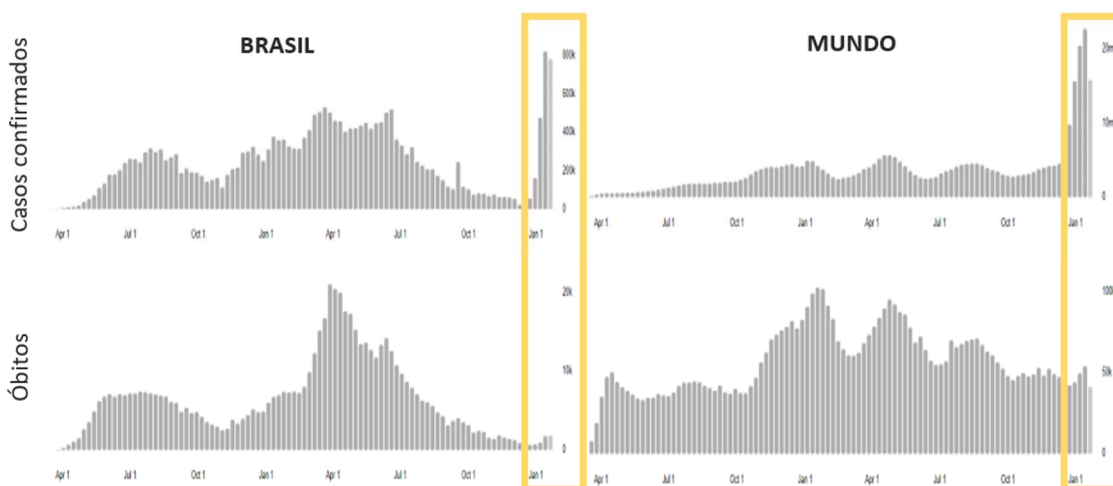 BRASIL
MUNDO
Casos confirmados
800k
600k
400k
200k
0
Apr 1 Jul 1 Oct 1 Jan 1 Apr 1 Jul 1 Oct 1 Jan 1
20m
10m
0
Apr 1 Jul 1 Oct 1 Jan 1 Apr 1 Jul 1 Oct 1 Jan 1
Óbitos
20k
10k
0
Apr 1 Jul 1 Oct 1 Jan 1 Apr 1 Jul 1 Oct 1 Jan 1
100k
50k
0
Apr 1 Jul 1 Oct 1 Jan 1 Apr 1 Jul 1 Oct 1 Jan 1